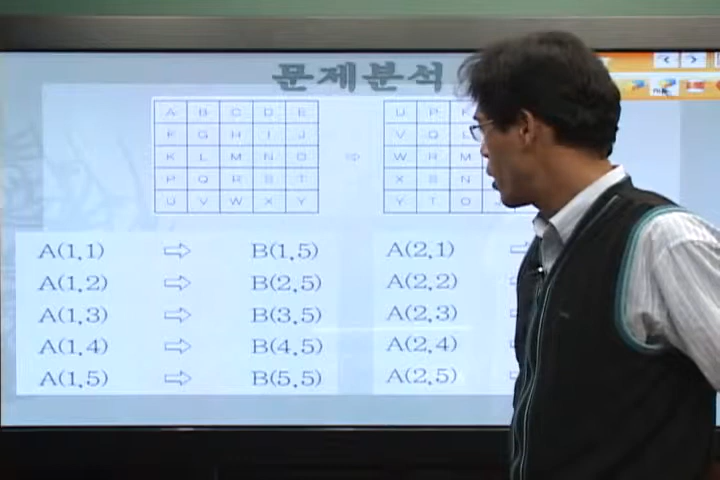 문제분석
A B C D E
F G H I J
K L M N O
P Q R S T
U V W X Y
⇨
U P
V Q L
W R M
X S N
Y T O
A(1,1) ⇨ B(1,5) A(2,1)
A(1,2) ⇨ B(2,5) A(2,2)
A(1,3) ⇨ B(3,5) A(2,3)
A(1,4) ⇨ B(4,5) A(2,4)
A(1,5) ⇨ B(5,5) A(2,5)